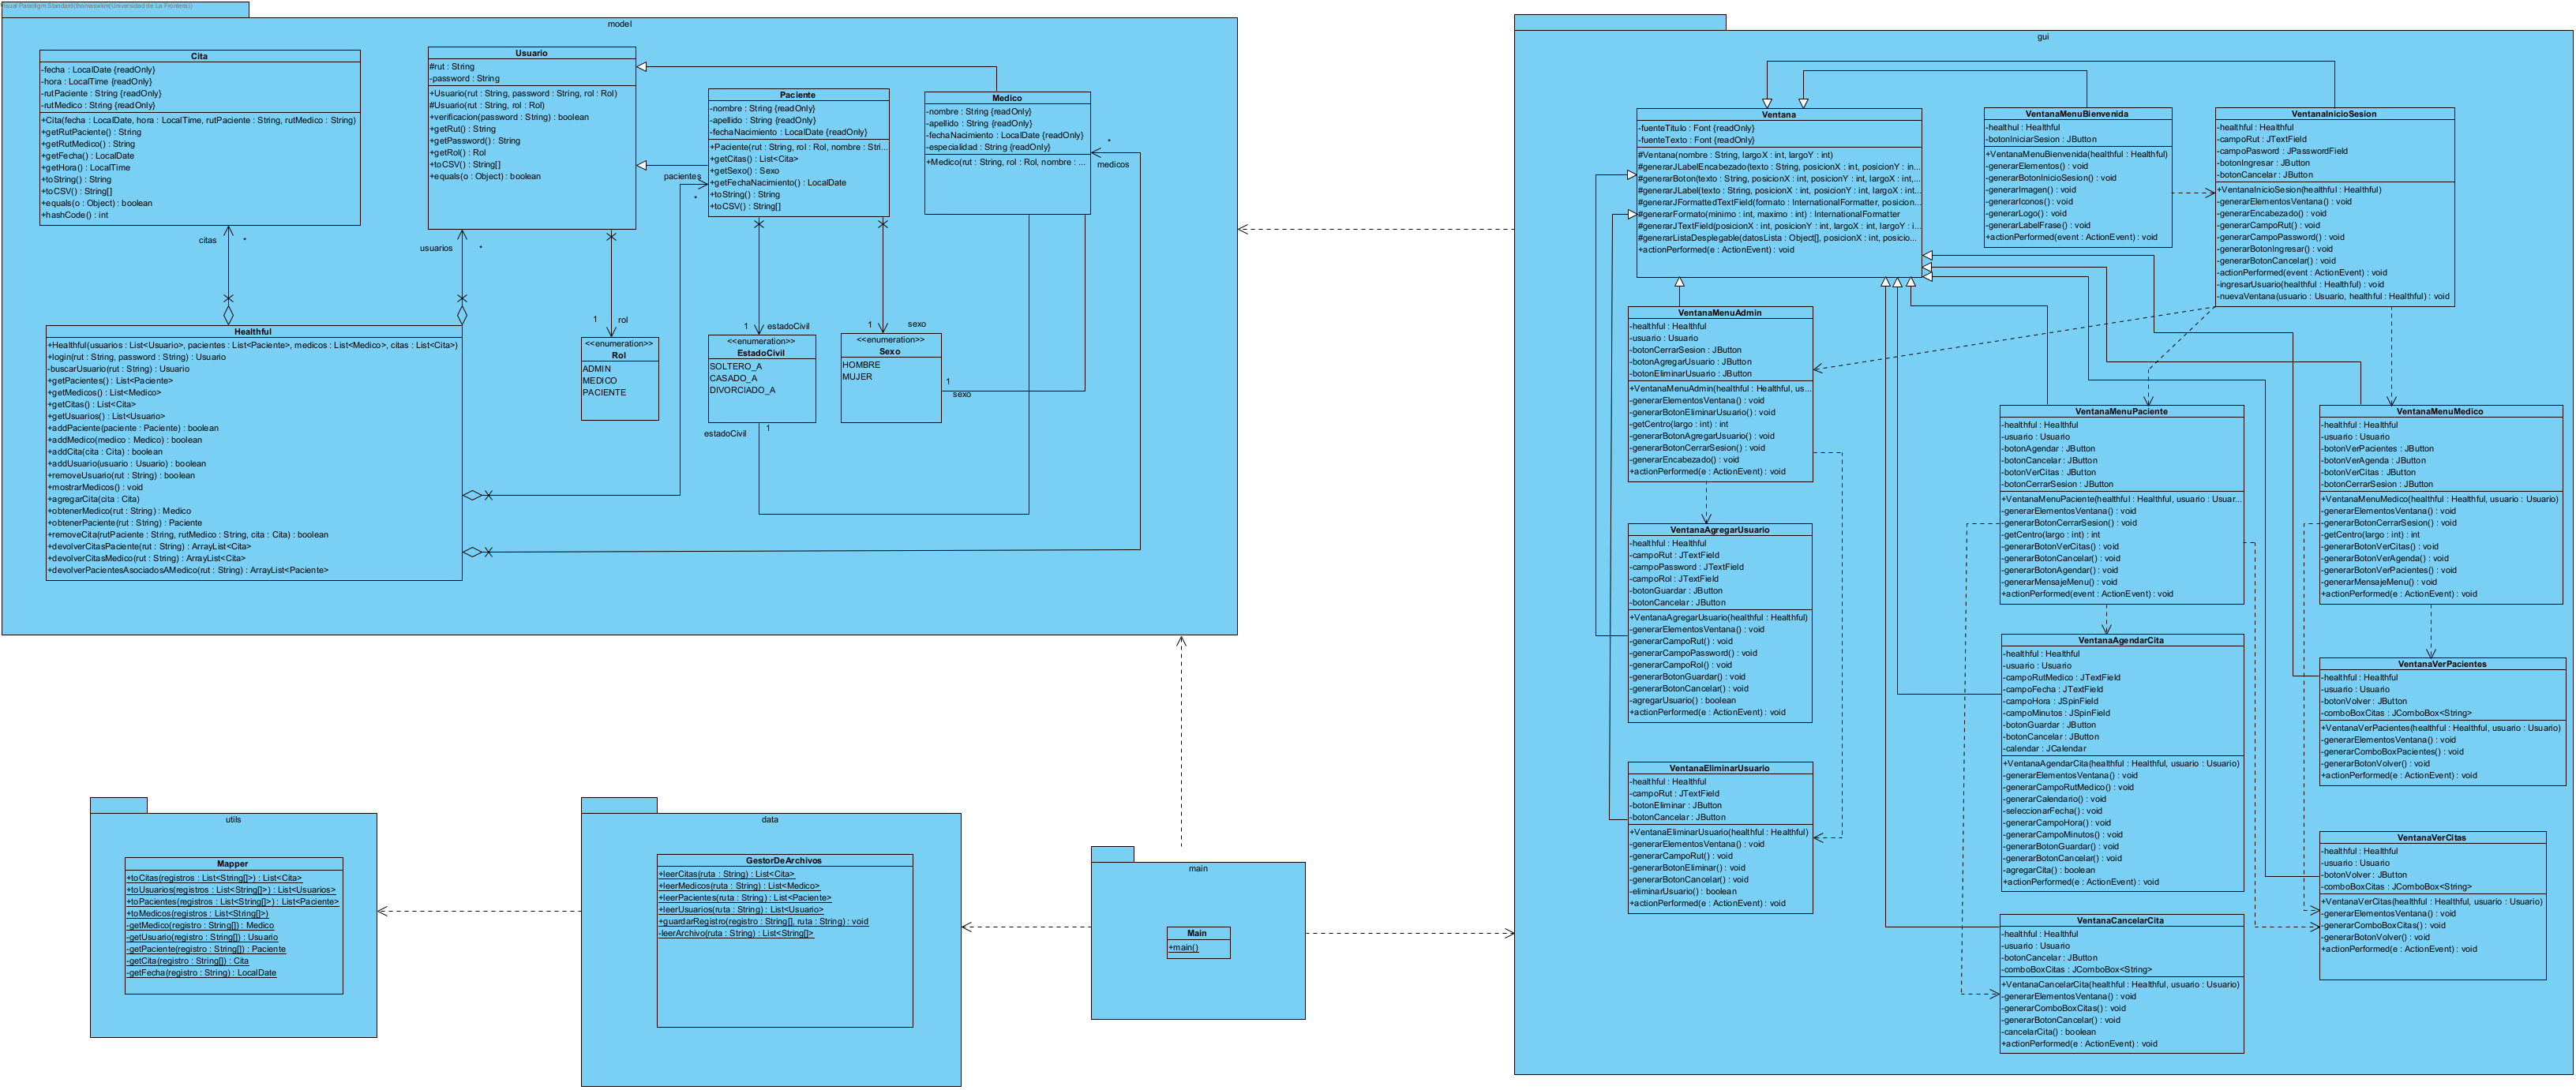 Visual Paradigm Standard(thomaswkm(Universidad de La Frontera))
model
Cita
-fecha : LocalDate {readOnly}
-hora : LocalTime {readOnly}
-rutPaciente : String {readOnly}
-rutMedico : String {readOnly}
+Cita(fecha : LocalDate, hora : LocalTime, rutPaciente : String, rutMedico : String)
+getRutPaciente() : String
+getRutMedico() : String
+getFecha() : LocalDate
+getHora() : LocalTime
+toString() : String
+toCSV() : String[]
+equals(o : Object) : boolean
+hashCode() : int
Usuario
#rut : String
-password : String
+Usuario(rut : String, password : String, rol : Rol)
#Usuario(rut : String, rol : Rol)
+verificacion(password : String) : boolean
+getRut() : String
+getPassword() : String
+getRol() : Rol
+toCSV() : String[]
+equals(o : Object) : boolean
Paciente
-nombre : String {readOnly}
-apellido : String {readOnly}
-fechaNacimiento : LocalDate {readOnly}
+Paciente(rut : String, rol : Rol, nombre : Stri...
+getCitas() : List<Cita>
+getSexo() : Sexo
+getFechaNacimiento() : LocalDate
+toString() : String
+toCSV() : String[]
Medico
-nombre : String {readOnly}
-apellido : String {readOnly}
-fechaNacimiento : LocalDate {readOnly}
-especialidad : String {readOnly}
+Medico(rut : String, rol : Rol, nombre : ...
*
medicos
pacientes
*
citas
*
usuarios
*
1
rol
1
estadoCivil
1
sexo
Healthful
+Healthful(usuarios : List<Usuario>, pacientes : List<Paciente>, medicos : List<Medico>, citas : List<Cita>)
+login(rut : String, password : String) : Usuario
-buscarUsuario(rut : String) : Usuario
+getPacientes() : List<Paciente>
+getMedicos() : List<Medico>
+getCitas() : List<Cita>
+getUsuarios() : List<Usuario>
+addPaciente(paciente : Paciente) : boolean
+addMedico(medico : Medico) : boolean
+addCita(cita : Cita) : boolean
+addUsuario(usuario : Usuario) : boolean
+removeUsuario(rut : String) : boolean
+mostrarMedicos() : void
+agregarCita(cita : Cita)
+obtenerMedico(rut : String) : Medico
+obtenerPaciente(rut : String) : Paciente
+removeCita(rutPaciente : String, rutMedico : String, cita : Cita) : boolean
+devolverCitasPaciente(rut : String) : ArrayList<Cita>
+devolverCitasMedico(rut : String) : ArrayList<Cita>
+devolverPacientesAsociadosAMedico(rut : String) : ArrayList<Paciente>
<<enumeration>>
Rol
ADMIN
MEDICO
PACIENTE
<<enumeration>>
EstadoCivil
SOLTERO_A
CASADO_A
DIVORCIADO_A
<<enumeration>>
Sexo
HOMBRE
MUJER
1
sexo
estadoCivil
1
gui
Ventana
-fuenteTitulo : Font {readOnly}
-fuenteTexto : Font {readOnly}
#Ventana(nombre : String, largoX : int, largoY : int)
#generarJLabelEncabezado(texto : String, posicionX : int, posicionY : in...
#generarBoton(texto : String, posicionX : int, posicionY : int, largoX : int,...
#generarJLabel(texto : String, posicionX : int, posicionY : int, largoX : int...
#generarJFormattedTextField(formato : InternationalFormatter, posicion...
#generarFormato(minimo : int, maximo : int) : InternationalFormatter
#generarJTextField(posicionX : int, posicionY : int, largoX : int, largoY : i...
#generarListaDesplegable(datosLista : Object[], posicionX : int, posicio...
+actionPerformed(e : ActionEvent) : void
VentanaMenuBienvenida
-healthul : Healthful
-botonIniciarSesion : JButton
+VentanaMenuBienvenida(healthful : Healthful)
-generarElementos() : void
-generarBotonInicioSesion() : void
-generarImagen() : void
-generarIconos() : void
-generarLogo() : void
-generarLabelFrase() : void
+actionPerformed(event : ActionEvent) : void
VentanaInicioSesion
-healthful : Healthful
-campoRut : JTextField
-campoPasword : JPasswordField
-botonIngresar : JButton
-botonCancelar : JButton
+VentanaInicioSesion(healthful : Healthful)
-generarElementosVentana() : void
-generarEncabezado() : void
-generarCampoRut() : void
-generarCampoPassword() : void
-generarBotonIngresar() : void
-generarBotonCancelar() : void
-actionPerformed(event : ActionEvent) : void
-ingresarUsuario(healthful : Healthful) : void
-nuevaVentana(usuario : Usuario, healthful : Healthful) : void
VentanaMenuAdmin
-healthful : Healthful
-usuario : Usuario
-botonCerrarSesion : JButton
-botonAgregarUsuario : JButton
-botonEliminarUsuario : JButton
+VentanaMenuAdmin(healthful : Healthful, us...
-generarElementosVentana() : void
-generarBotonEliminarUsuario() : void
-getCentro(largo : int) : int
-generarBotonAgregarUsuario() : void
-generarBotonCerrarSesion() : void
-generarEncabezado() : void
+actionPerformed(e : ActionEvent) : void
VentanaMenuPaciente
-healthful : Healthful
-usuario : Usuario
-botonAgendar : JButton
-botonCancelar : JButton
-botonVerCitas : JButton
-botonCerrarSesion : JButton
+VentanaMenuPaciente(healthful : Healthful, usuario : Usuar...
-generarElementosVentana() : void
-generarBotonCerrarSesion() : void
-getCentro(largo : int) : int
-generarBotonVerCitas() : void
-generarBotonCancelar() : void
-generarBotonAgendar() : void
-generarMensajeMenu() : void
+actionPerformed(event : ActionEvent) : void
VentanaMenuMedico
-healthful : Healthful
-usuario : Usuario
-botonVerPacientes : JButton
-botonVerAgenda : JButton
-botonVerCitas : JButton
-botonCerrarSesion : JButton
+VentanaMenuMedico(healthful : Healthful, usuario : Usuario)
-generarElementosVentana() : void
-generarBotonCerrarSesion() : void
-getCentro(largo : int) : int
-generarBotonVerCitas() : void
-generarBotonVerAgenda() : void
-generarBotonVerPacientes() : void
-generarMensajeMenu() : void
+actionPerformed(e : ActionEvent) : void
VentanaAgregarUsuario
-healthful : Healthful
-campoRut : JTextField
-campoPassword : JTextField
-campoRol : JTextField
-botonGuardar : JButton
-botonCancelar : JButton
+VentanaAgregarUsuario(healthful : Healthful)
-generarElementosVentana() : void
-generarCampoRut() : void
-generarCampoPassword() : void
-generarCampoRol() : void
-generarBotonGuardar() : void
-generarBotonCancelar() : void
-agregarUsuario() : boolean
+actionPerformed(e : ActionEvent) : void
VentanaAgendarCita
-healthful : Healthful
-usuario : Usuario
-campoRutMedico : JTextField
-campoFecha : JTextField
-campoHora : JSpinField
-campoMinutos : JSpinField
-botonGuardar : JButton
-botonCancelar : JButton
-calendar : JCalendar
+VentanaAgendarCita(healthful : Healthful, usuario : Usuario)
-generarElementosVentana() : void
-generarCampoRutMedico() : void
-generarCalendario() : void
-seleccionarFecha() : void
-generarCampoHora() : void
-generarCampoMinutos() : void
-generarBotonGuardar() : void
-generarBotonCancelar() : void
-agregarCita() : boolean
+actionPerformed(e : ActionEvent) : void
VentanaVerPacientes
-healthful : Healthful
-usuario : Usuario
-botonVolver : JButton
-comboBoxCitas : JComboBox<String>
+VentanaVerPacientes(healthful : Healthful, usuario : Usuario)
-generarElementosVentana() : void
-generarComboBoxPacientes() : void
-generarBotonVolver() : void
+actionPerformed(e : ActionEvent) : void
VentanaEliminarUsuario
-healthful : Healthful
-campoRut : JTextField
-botonEliminar : JButton
-botonCancelar : JButton
+VentanaEliminarUsuario(healthful : Healthful)
-generarElementosVentana() : void
-generarCampoRut() : void
-generarBotonEliminar() : void
-generarBotonCancelar() : void
-eliminarUsuario() : boolean
+actionPerformed(e : ActionEvent) : void
VentanaVerCitas
-healthful : Healthful
-usuario : Usuario
-botonVolver : JButton
-comboBoxCitas : JComboBox<String>
+VentanaVerCitas(healthful : Healthful, usuario : Usuario)
-generarElementosVentana() : void
-generarComboBoxCitas() : void
-generarBotonVolver() : void
+actionPerformed(e : ActionEvent) : void
VentanaCancelarCita
-healthful : Healthful
-usuario : Usuario
-botonCancelar : JButton
-comboBoxCitas : JComboBox<String>
+VentanaCancelarCita(healthful : Healthful, usuario : Usuario)
-generarElementosVentana() : void
-generarComboBoxCitas() : void
-generarBotonCancelar() : void
-cancelarCita() : boolean
+actionPerformed(e : ActionEvent) : void
utils
Mapper
+toCitas(registros : List<String[]>) : List<Cita>
+toUsuarios(registros : List<String[]>) : List<Usuarios>
+toPacientes(registros : List<String[]>) : List<Paciente>
+toMedicos(registros : List<String[]>)
-getMedico(registro : String[]) : Medico
-getUsuario(registro : String[]) : Usuario
-getPaciente(registro : String[]) : Paciente
-getCita(registro : String[]) : Cita
-getFecha(registro : String) : LocalDate
data
GestorDeArchivos
+leerCitas(ruta : String) : List<Cita>
+leerMedicos(ruta : String) : List<Medico>
+leerPacientes(ruta : String) : List<Paciente>
+leerUsuarios(ruta : String) : List<Usuario>
+guardarRegistro(registro : String[], ruta : String) : void
-leerArchivo(ruta : String) : List<String[]>
main
Main
+main()